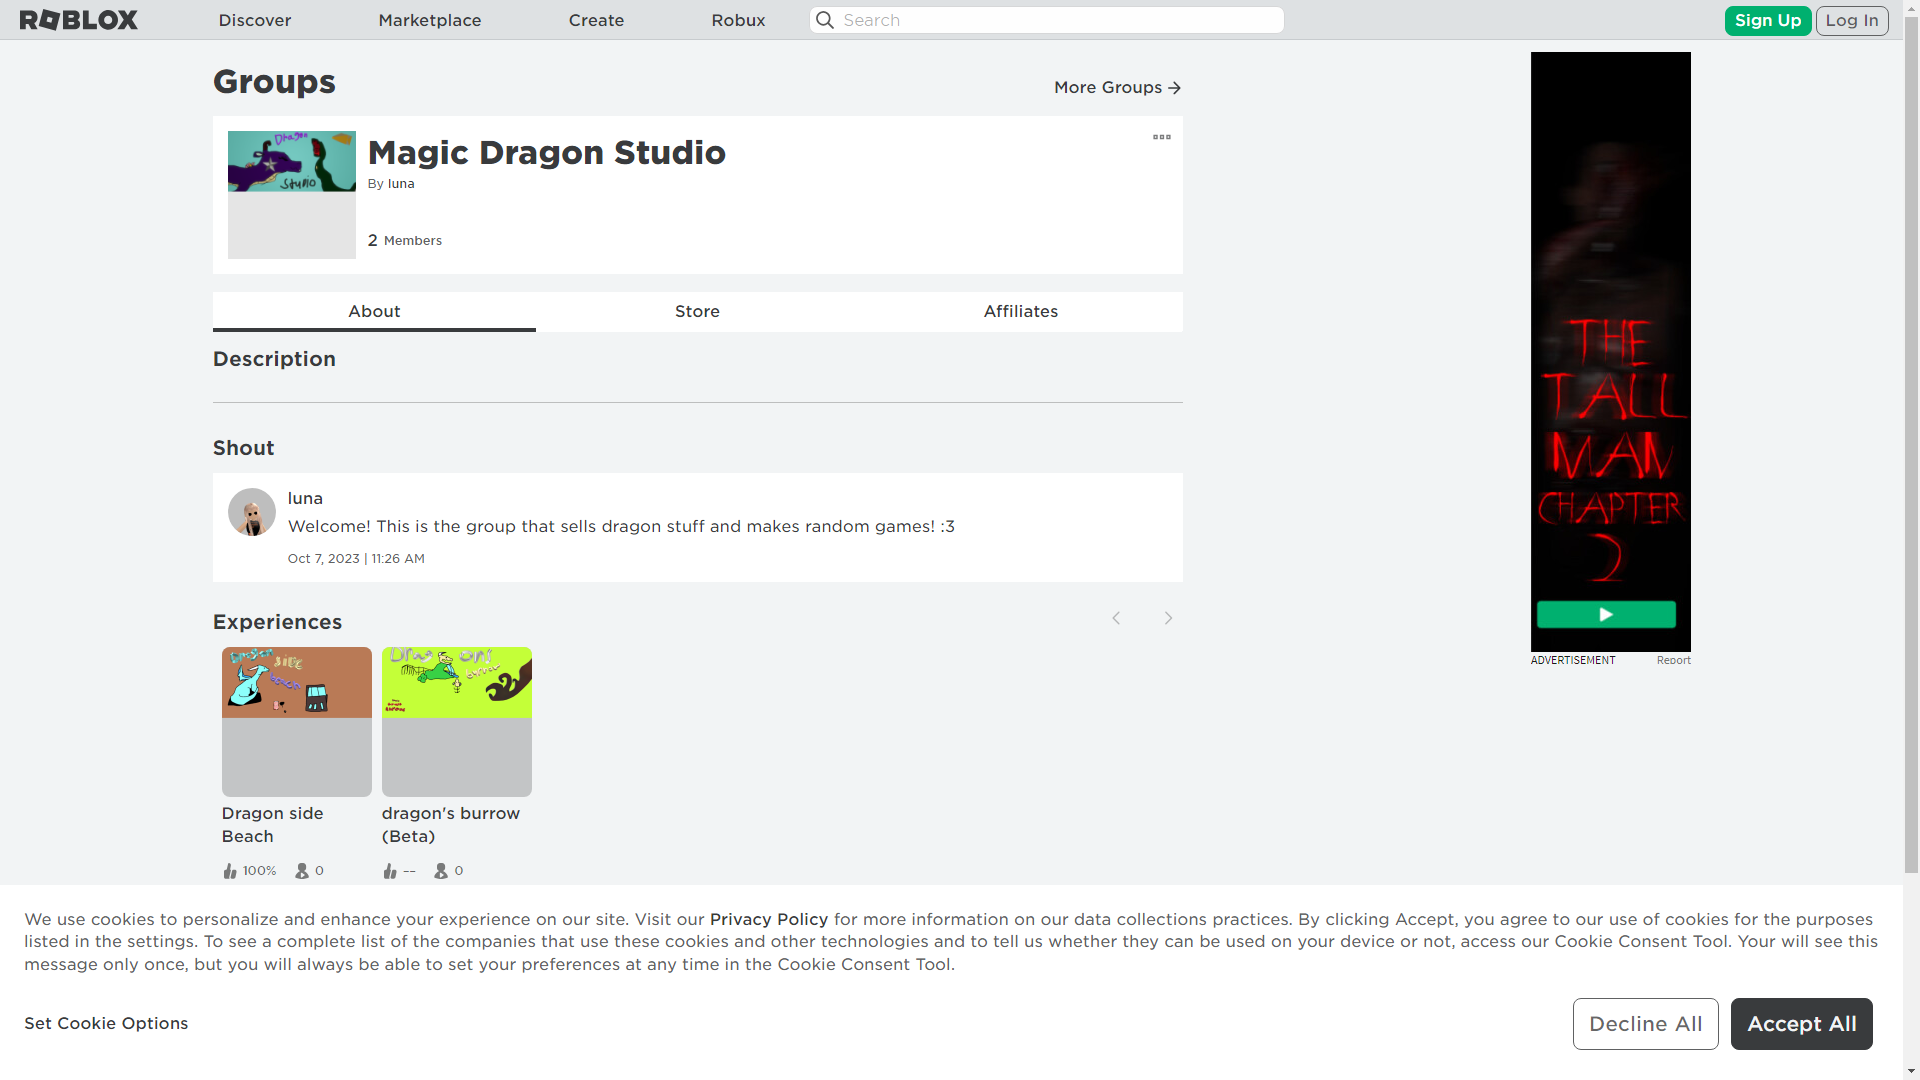 ROBLOX
Discover
Marketplace
Create
Robux
Search
Sign Up
Log In
Groups
More Groups
Dragon
Studio
Magic Dragon Studio
By luna
2 Members
About
Store
Affiliates
Description
Shout
luna
Welcome! This is the group that sells dragon stuff and makes random games! :3
Oct 7, 2023 | 11:26 AM
Experiences
Dragon side
Beach
100%
0
dragon's burrow
(Beta)
--
0
THE
TALL
MAN
CHAPTER
2
ADVERTISEMENT
Report
We use cookies to personalize and enhance your experience on our site. Visit our Privacy Policy for more information on our data collections practices. By clicking Accept, you agree to our use of cookies for the purposes
listed in the settings. To see a complete list of the companies that use these cookies and other technologies and to tell us whether they can be used on your device or not, access our Cookie Consent Tool. Your will see this
message only once, but you will always be able to set your preferences at any time in the Cookie Consent Tool.
Set Cookie Options
Decline All
Accept All